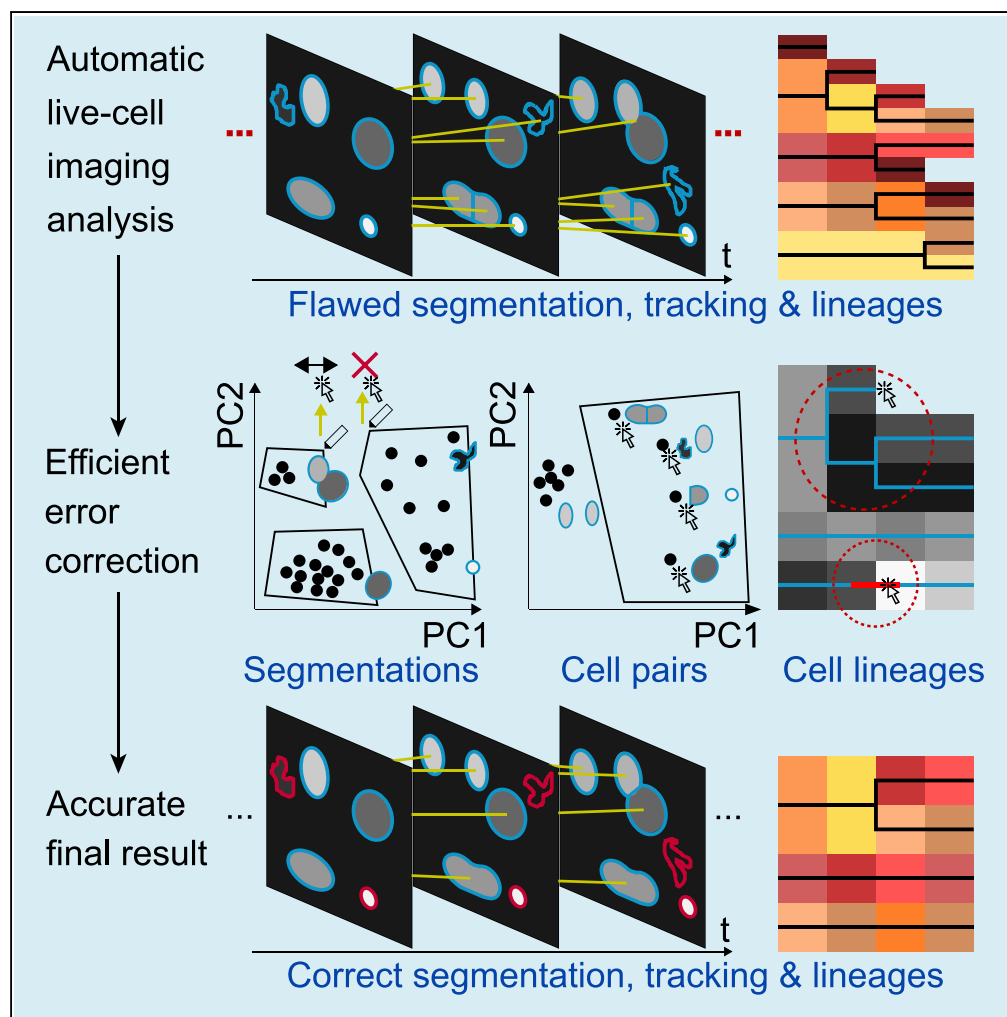 Automatic
live-cell
imaging
analysis
...
...
t
Flawed segmentation, tracking & lineages
Efficient
error
correction
PC2
PC1
Segmentations
PC2
PC1
Cell pairs
Cell lineages
Accurate
final result
...
...
t
Correct segmentation, tracking & lineages